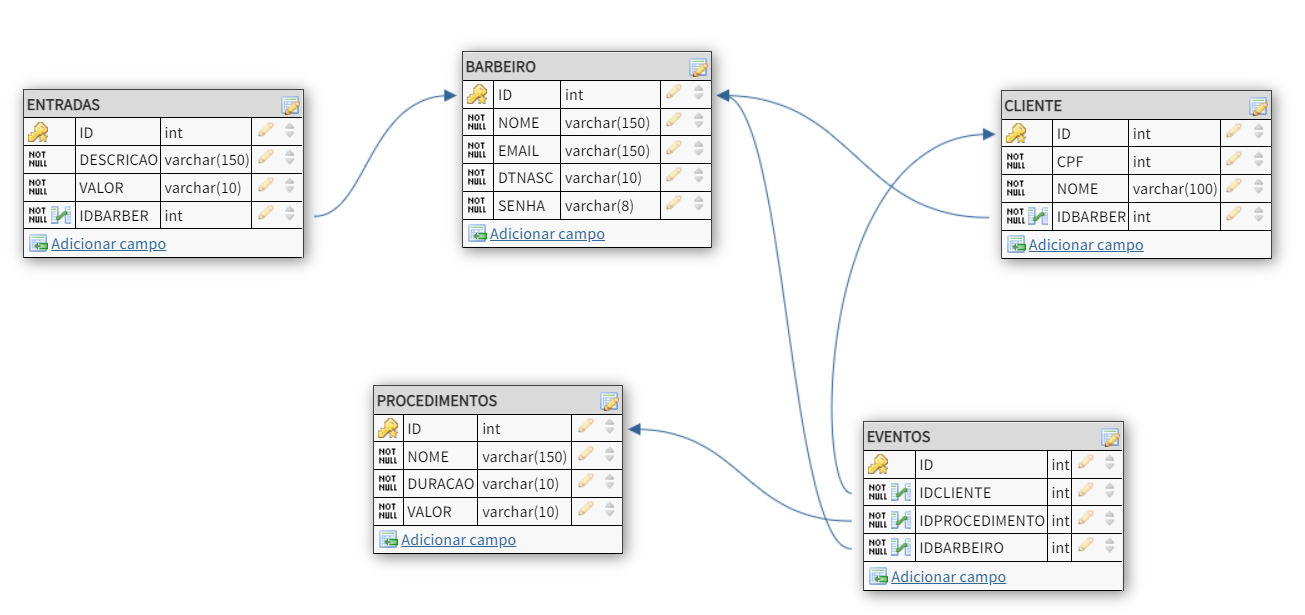 ENTRADAS
ID int
NOT NULL DESCRICAO varchar(150)
NOT NULL VALOR varchar(10)
NOT NULL IDBARBER int
Adicionar campo
BARBEIRO
ID int
NOT NULL NOME varchar(150)
NOT NULL EMAIL varchar(150)
NOT NULL DTNASC varchar(10)
NOT NULL SENHA varchar(8)
Adicionar campo
CLIENTE
ID int
NOT NULL CPF int
NOT NULL NOME varchar(100)
NOT NULL IDBARBER int
Adicionar campo
PROCEDIMENTOS
ID int
NOT NULL NOME varchar(150)
NOT NULL DURACAO varchar(10)
NOT NULL VALOR varchar(10)
Adicionar campo
EVENTOS
ID int
NOT NULL IDCLIENTE int
NOT NULL IDPROCEDIMENTO int
NOT NULL IDBARBEIRO int
Adicionar campo